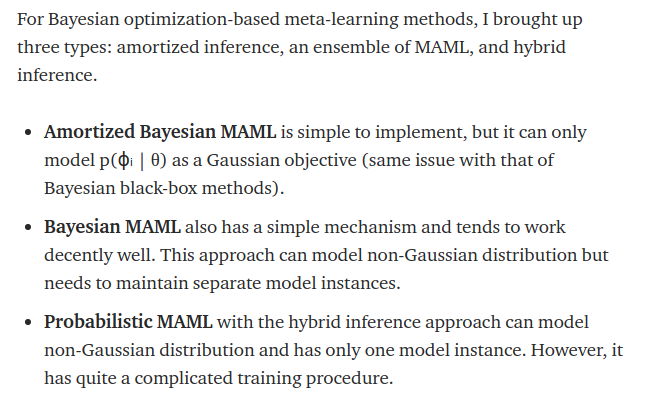 For Bayesian optimization-based meta-learning methods, I brought up
three types: amortized inference, an ensemble of MAML, and hybrid
inference.
• Amortized Bayesian MAML is simple to implement, but it can only
model p(ϕᵢ | θ) as a Gaussian objective (same issue with that of
Bayesian black-box methods).
• Bayesian MAML also has a simple mechanism and tends to work
decently well. This approach can model non-Gaussian distribution but
needs to maintain separate model instances.
• Probabilistic MAML with the hybrid inference approach can model
non-Gaussian distribution and has only one model instance. However, it
has quite a complicated training procedure.